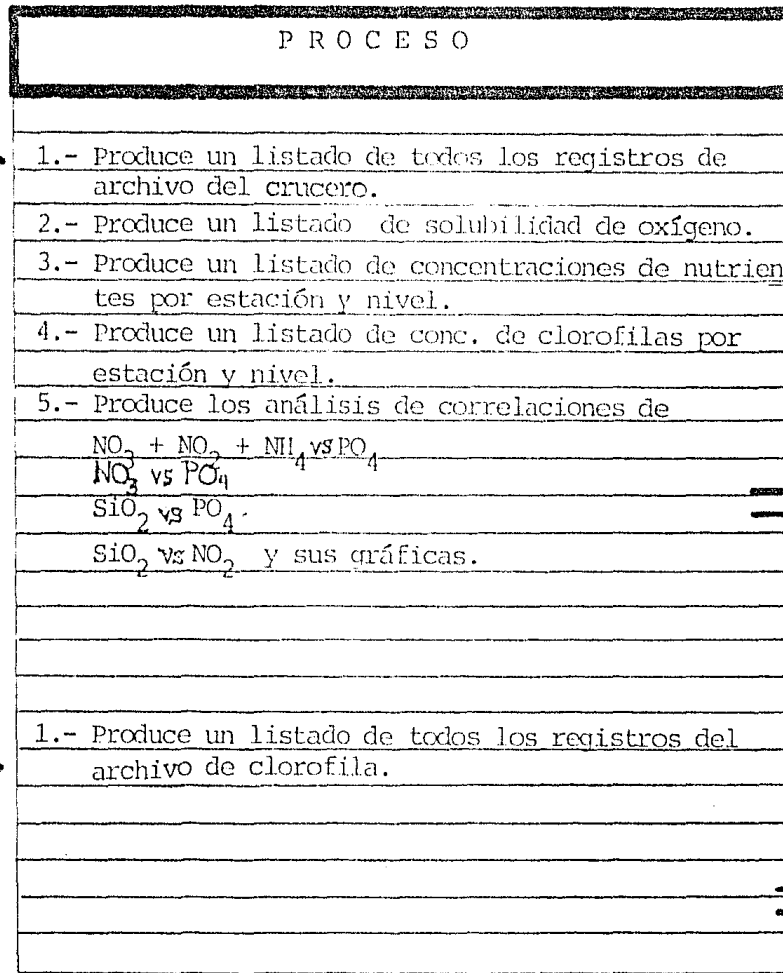 P R O C E S O
1.- Produce un listado de todos los registros de
archivo del crucero.
2.- Produce un listado de solubilidad de oxígeno.
3.- Produce un listado de concentraciones de nutrien
tes por estación y nivel.
4.- Produce un listado de conc. de clorofilas por
estación y nivel.
5.- Produce los análisis de correlaciones de
NO₃ + NO₂ + NH₄ vs PO₄
NO₃ vs PO₄
SiO₂ vs PO₄.
SiO₂ vs NO₂ y sus gráficas.
1.- Produce un listado de todos los registros del
archivo de clorofila.